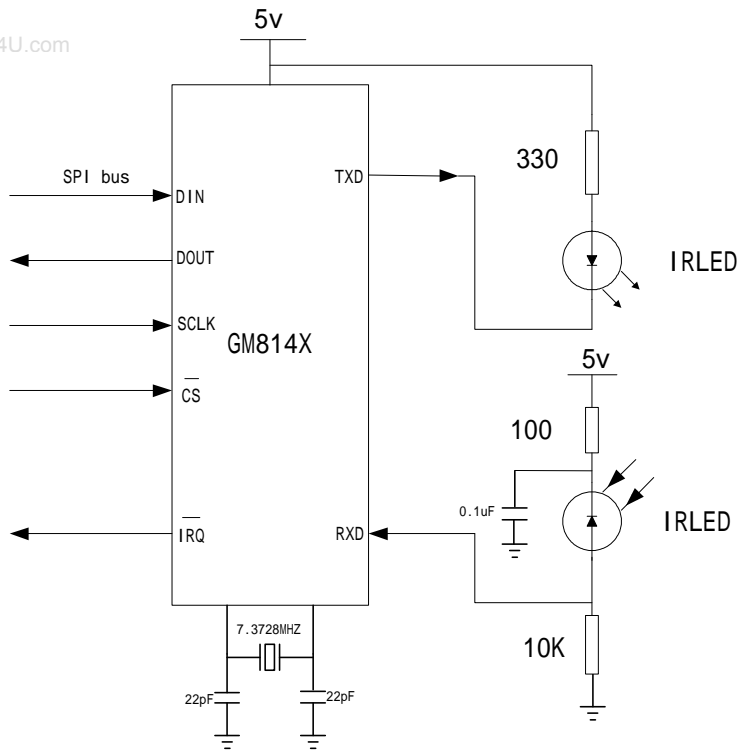 5v
4U.com
SPI bus
DIN
TXD
330
DOUT
IRLED
SCLK
GM814X
CS
5v
100
0.1uF
IRQ
RXD
IRLED
7.3728MHZ
10K
22pF
22pF